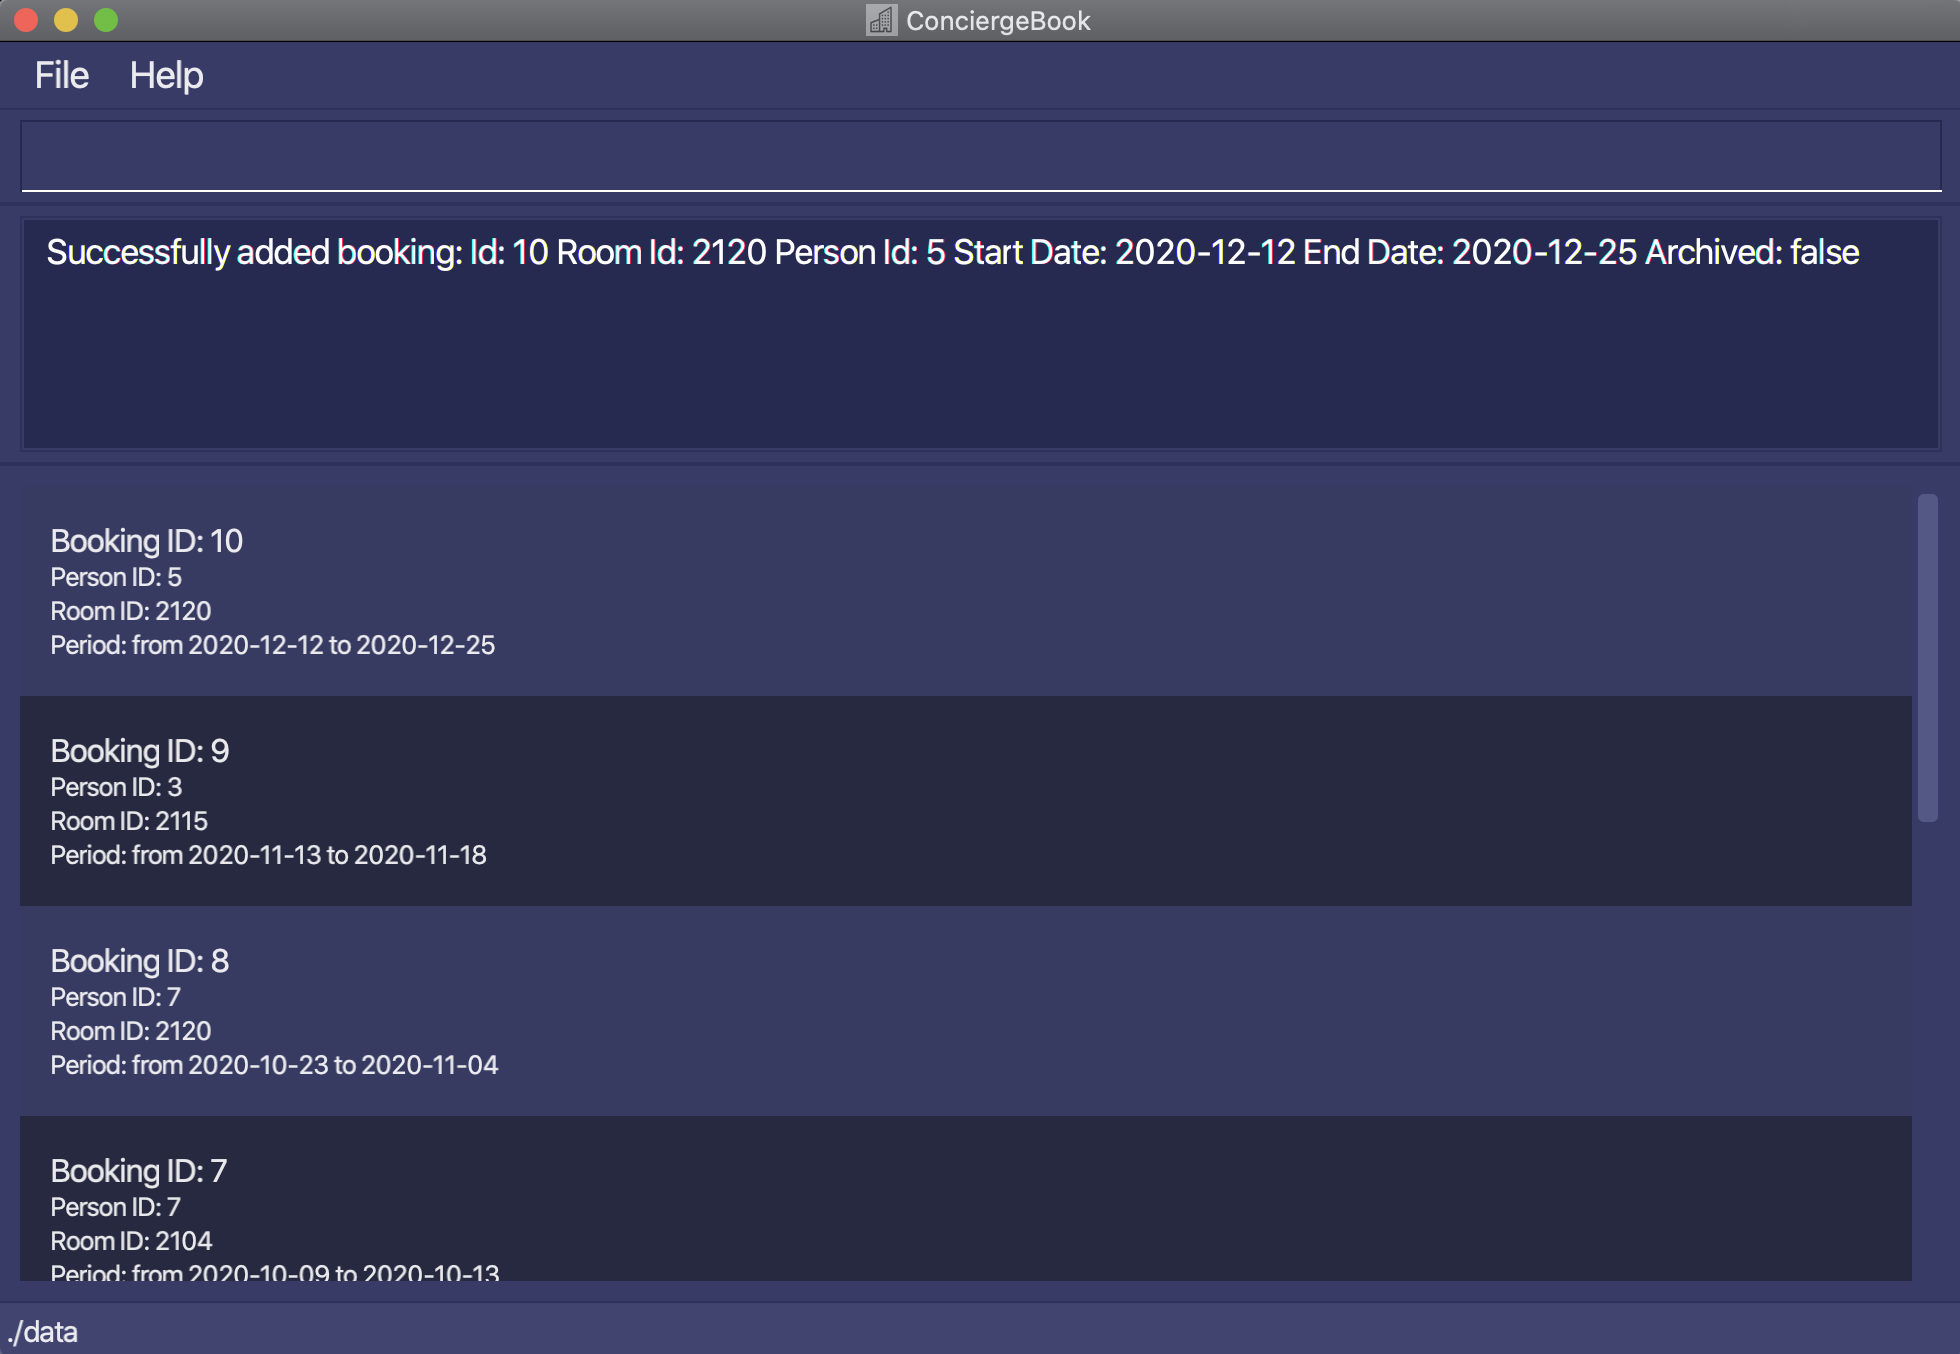 ConciergeBook
File Help
Successfully added booking: Id: 10 Room Id: 2120 Person Id: 5 Start Date: 2020-12-12 End Date: 2020-12-25 Archived: false
Booking ID: 10
Person ID: 5
Room ID: 2120
Period: from 2020-12-12 to 2020-12-25
Booking ID: 9
Person ID: 3
Room ID: 2115
Period: from 2020-11-13 to 2020-11-18
Booking ID: 8
Person ID: 7
Room ID: 2120
Period: from 2020-10-23 to 2020-11-04
Booking ID: 7
Person ID: 7
Room ID: 2104
Period: from 2020-10-09 to 2020-10-13
./data